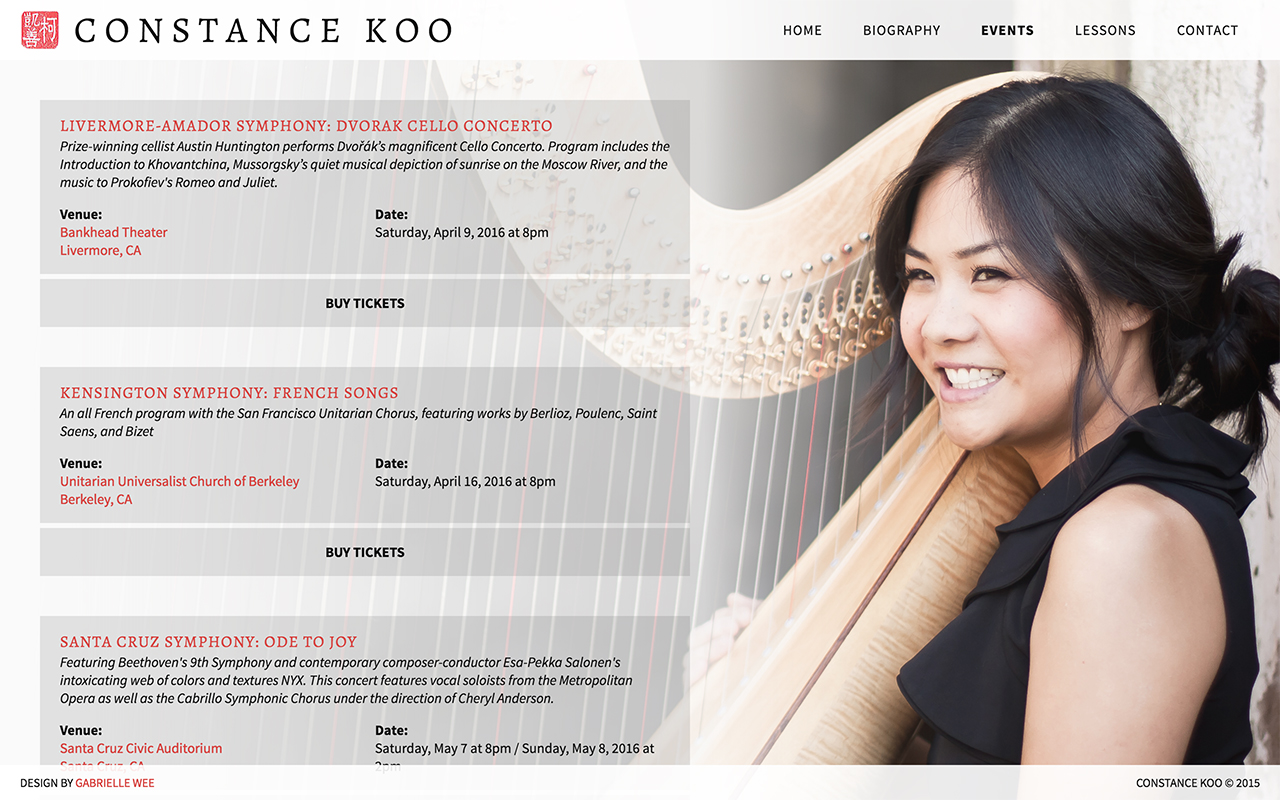 凱 柯
善
CONSTANCE KOO
HOME BIOGRAPHY EVENTS LESSONS CONTACT
LIVERMORE-AMADOR SYMPHONY: DVORAK CELLO CONCERTO
Prize-winning cellist Austin Huntington performs Dvořák’s magnificent Cello Concerto. Program includes the
Introduction to Khovantchina, Mussorgsky’s quiet musical depiction of sunrise on the Moscow River, and the
music to Prokofiev's Romeo and Juliet.
Venue:
Bankhead Theater
Livermore, CA
Date:
Saturday, April 9, 2016 at 8pm
BUY TICKETS
KENSINGTON SYMPHONY: FRENCH SONGS
An all French program with the San Francisco Unitarian Chorus, featuring works by Berlioz, Poulenc, Saint
Saens, and Bizet
Venue:
Unitarian Universalist Church of Berkeley
Berkeley, CA
Date:
Saturday, April 16, 2016 at 8pm
BUY TICKETS
SANTA CRUZ SYMPHONY: ODE TO JOY
Featuring Beethoven's 9th Symphony and contemporary composer-conductor Esa-Pekka Salonen's
intoxicating web of colors and textures NYX. This concert features vocal soloists from the Metropolitan
Opera as well as the Cabrillo Symphonic Chorus under the direction of Cheryl Anderson.
Venue:
Santa Cruz Civic Auditorium
Santa Cruz, CA
Date:
Saturday, May 7 at 8pm / Sunday, May 8, 2016 at
2pm
DESIGN BY GABRIELLE WEE
CONSTANCE KOO © 2015